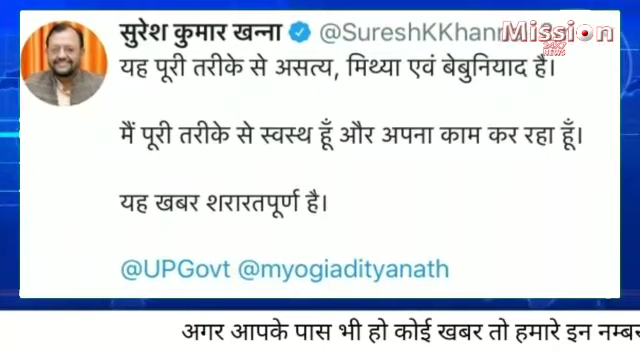 सुरेश कुमार खन्ना @SureshKKhann
Mission
NEWS
यह पूरी तरीके से असत्य, मिथ्या एवं बेबुनियाद है।
मैं पूरी तरीके से स्वस्थ हूँ और अपना काम कर रहा हूँ।
यह खबर शरारतपूर्ण है।
@UPGovt @myogiadityanath
अगर आपके पास भी हो कोई खबर तो हमारे इन नम्बर